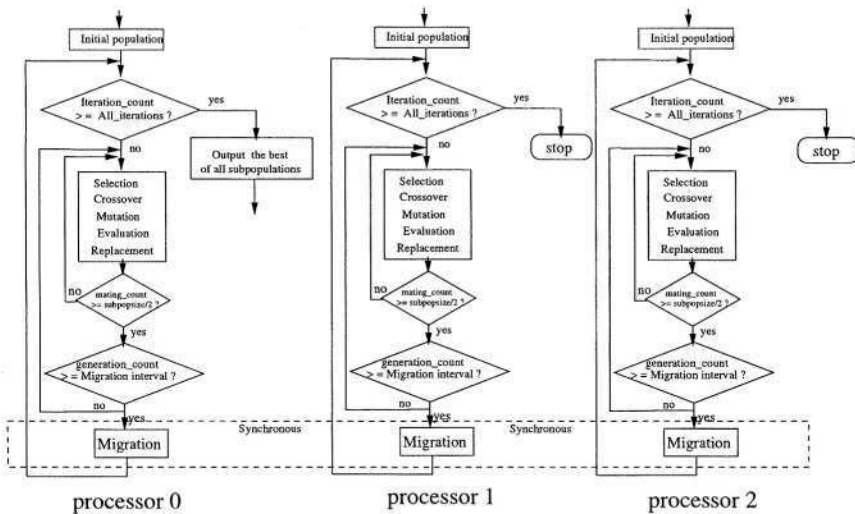 Initial population
Iteration_count
>= All_iterations ?
yes
no
Output the best
of all subpopulations
Selection
Crossover
Mutation
Evaluation
Replacement
no
mating_count
>= subpopsize/2 ?
yes
generation_count
>= Migration interval ?
no
yes
Migration
processor 0
Initial population
Iteration_count
>= All_iterations ?
yes
no
stop
Selection
Crossover
Mutation
Evaluation
Replacement
no
mating_count
>= subpopsize/2 ?
yes
generation_count
>= Migration interval ?
no
yes
Synchronous
Migration
processor 1
Initial population
Iteration_count
>= All_iterations ?
yes
no
stop
Selection
Crossover
Mutation
Evaluation
Replacement
no
mating_count
>= subpopsize/2 ?
yes
generation_count
>= Migration interval ?
no
yes
Synchronous
Migration
processor 2